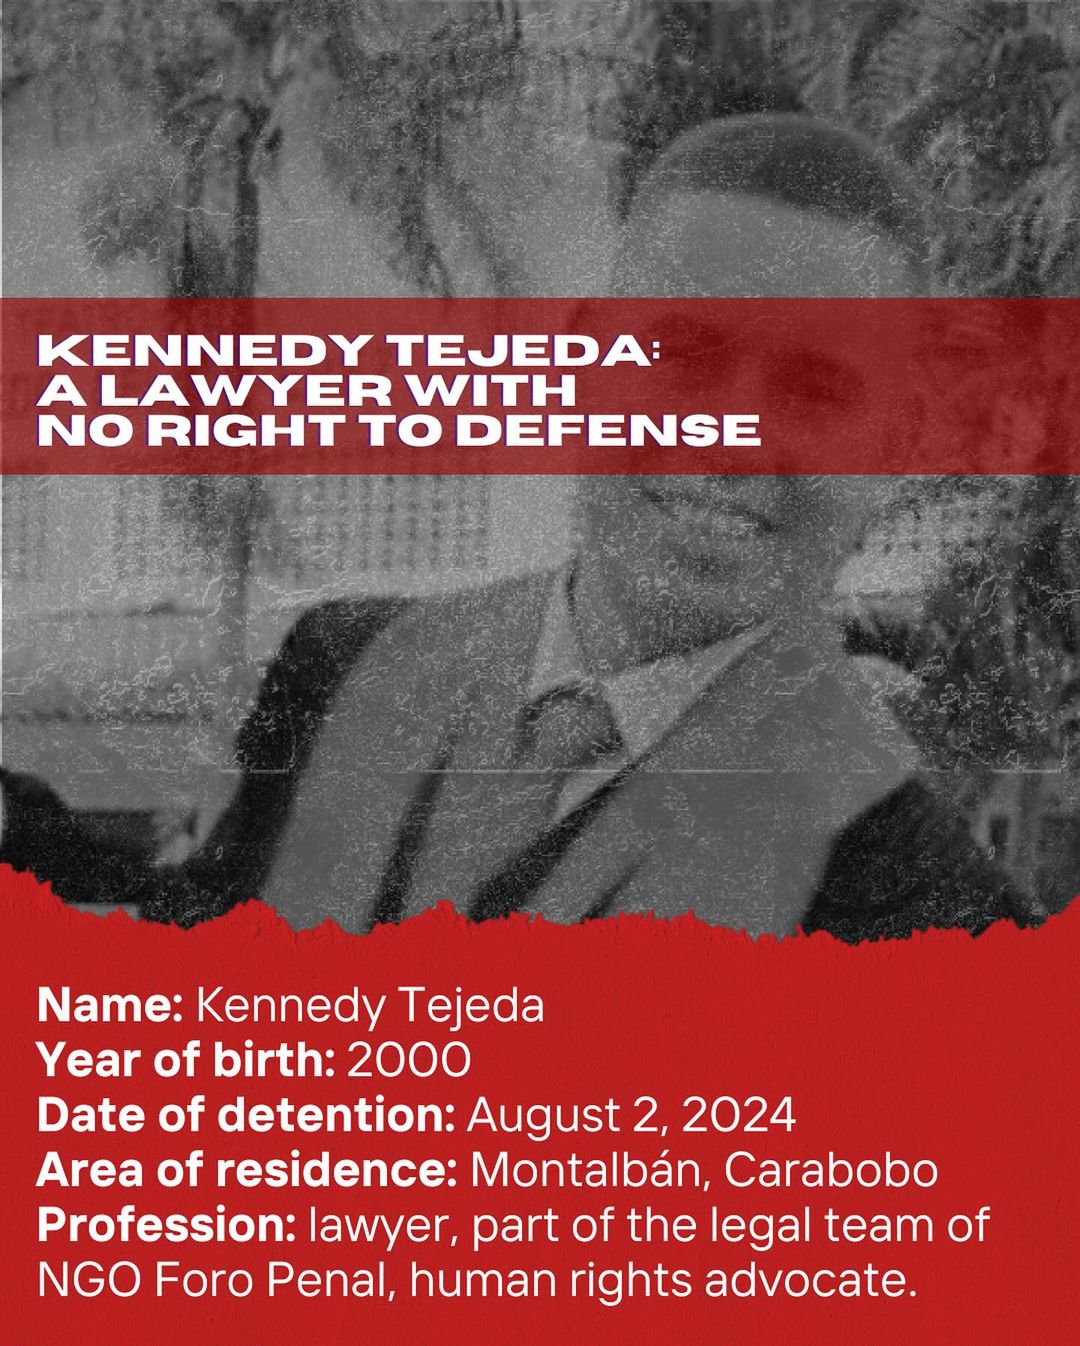 KENNEDY TEJEDA:
A LAWYER WITH
NO RIGHT TO DEFENSE
Name: Kennedy Tejeda
Year of birth: 2000
Date of detention: August 2, 2024
Area of residence: Montalbán, Carabobo
Profession: lawyer, part of the legal team of
NGO Foro Penal, human rights advocate.